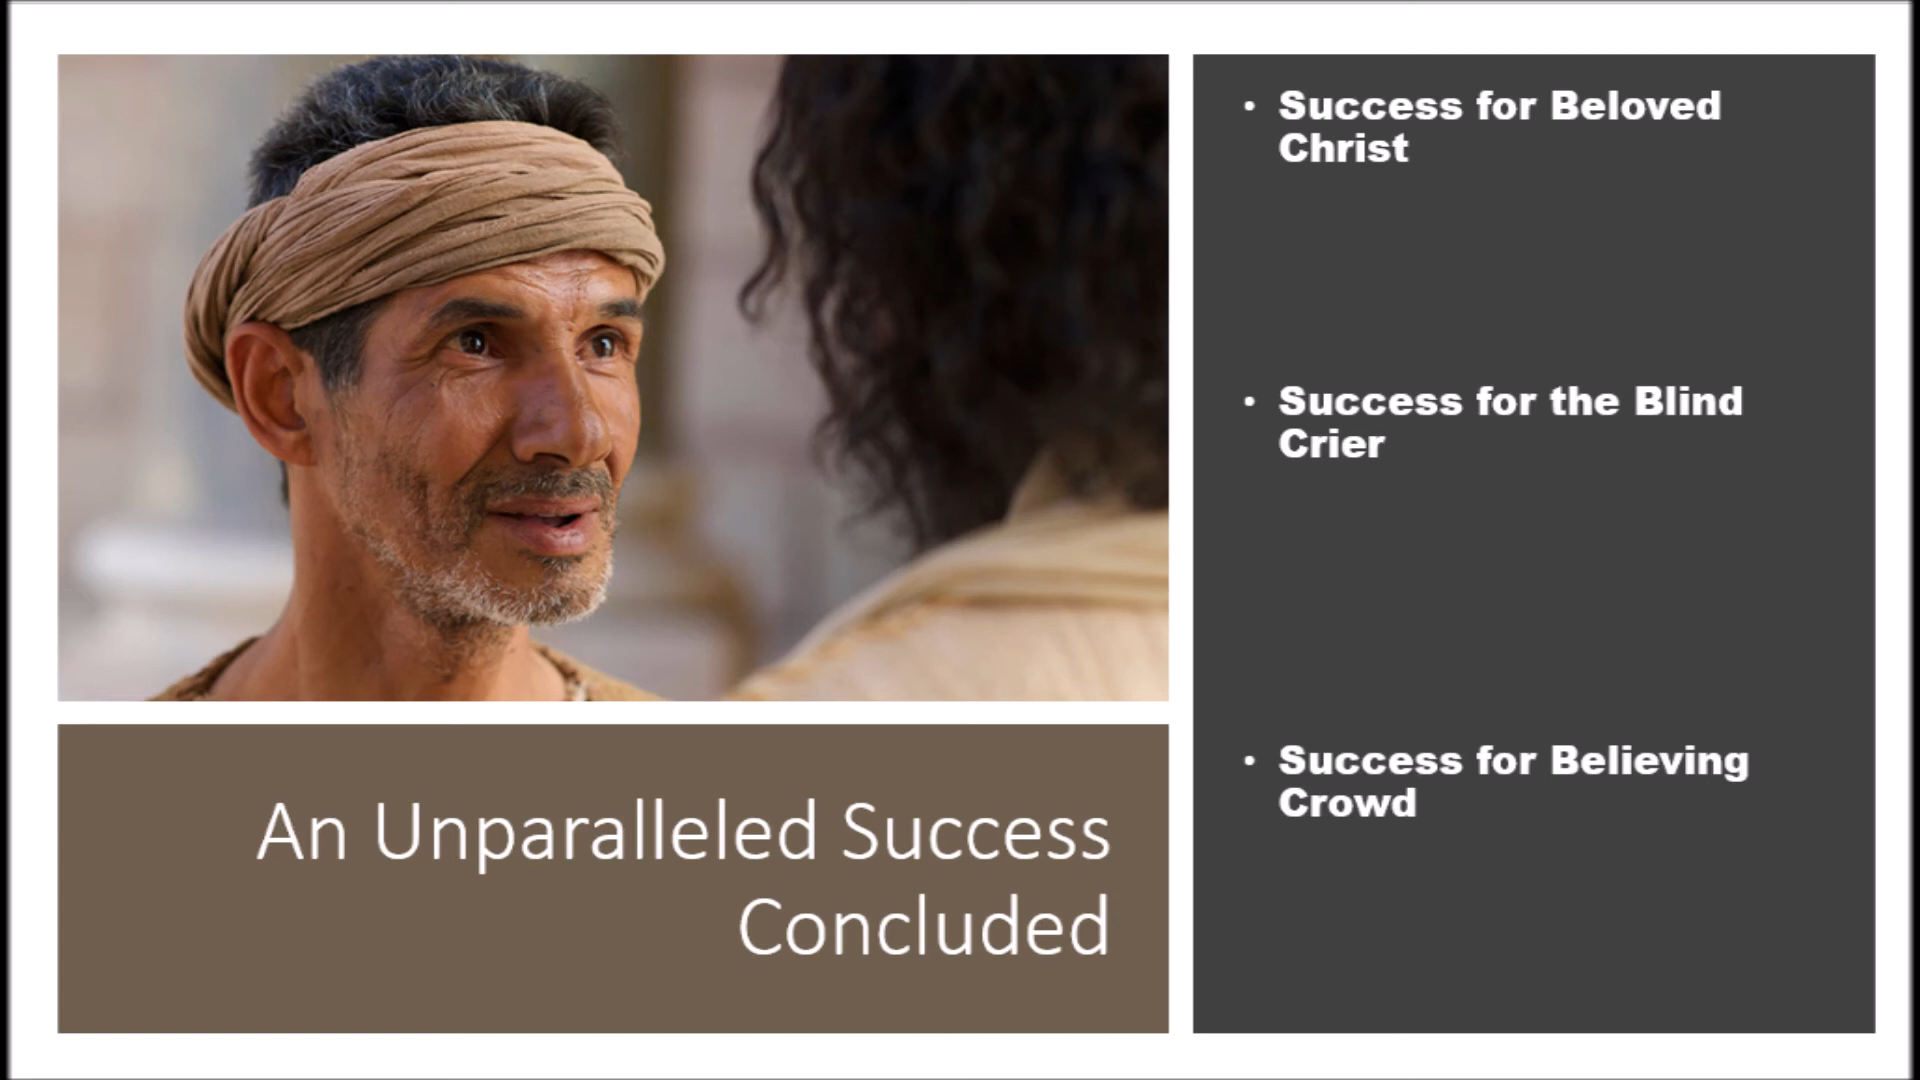 • Success for Beloved
Christ
• Success for the Blind
Crier
• Success for Believing
Crowd
An Unparalleled Success
Concluded